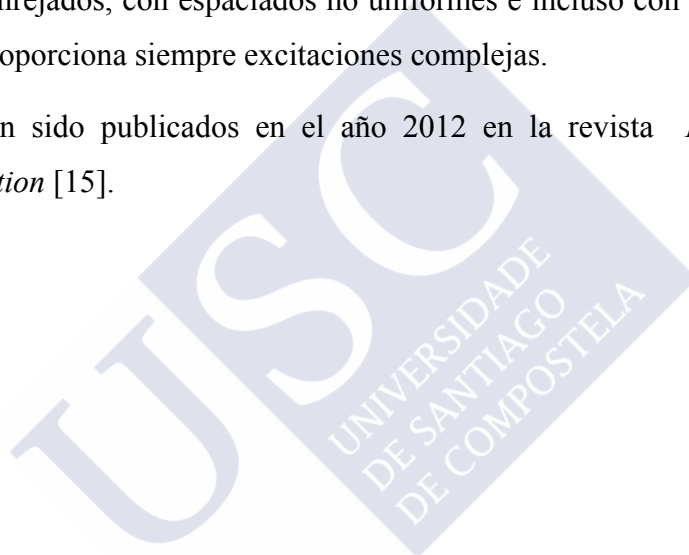 nrejados, con espaciados no uniformes e incluso con
oporciona siempre excitaciones complejas.
n sido publicados en el año 2012 en la revista
tion [15].
USC
UNIVERSIDADE
DE SANTIAGO
DE COMPOSTELA